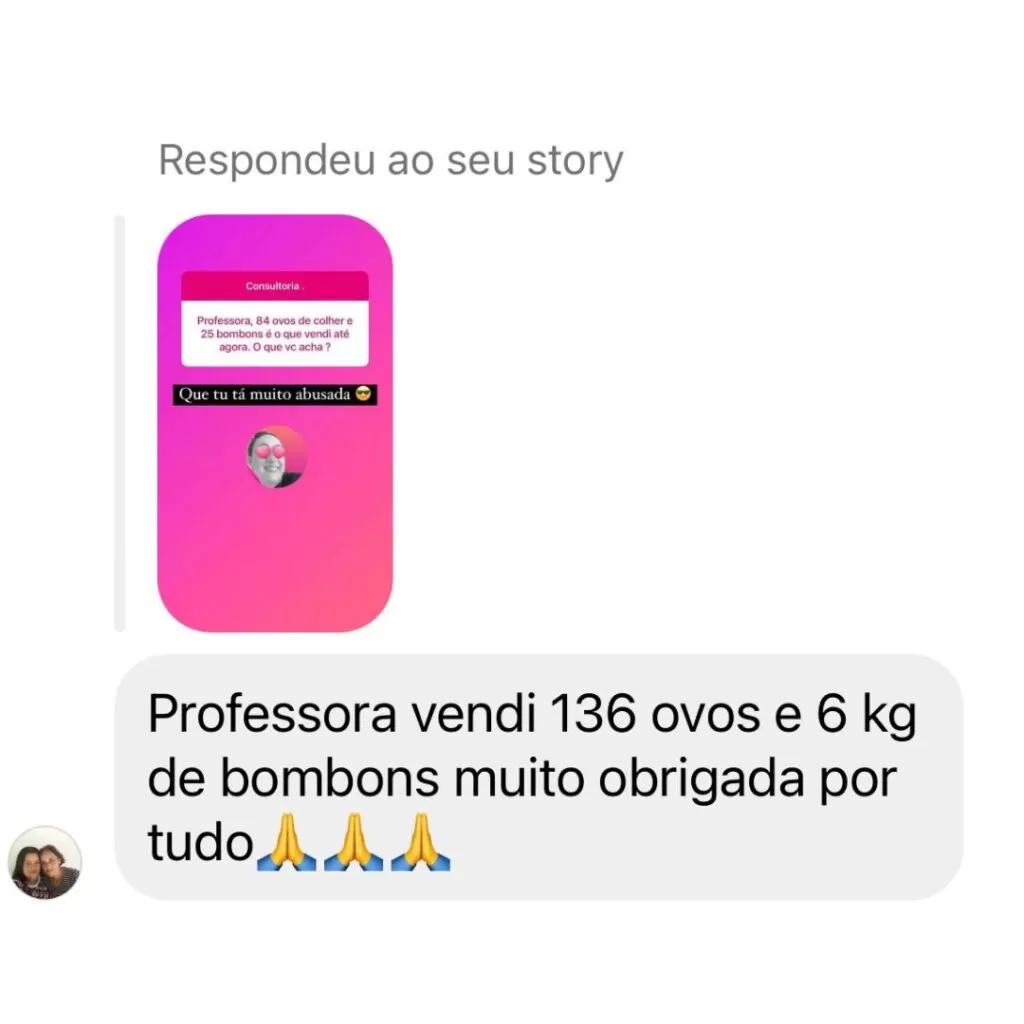 Respondeu ao seu story
Consultoria .
Professora, 84 ovos de colher e
25 bombons é o que vendi até
agora. O que vc acha ?
Que tu tá muito abusada 😎
Professora vendi 136 ovos e 6 kg
de bombons muito obrigada por
tudo🙏🙏🙏